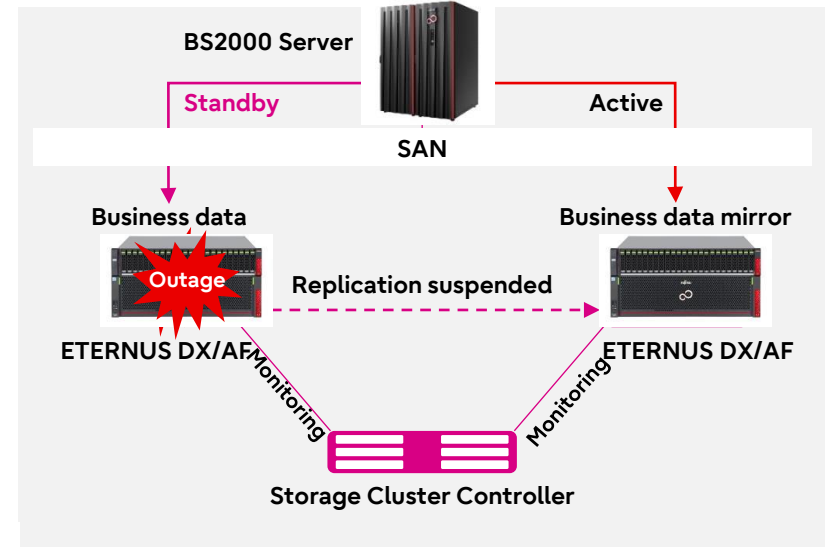 BS2000 Server
Standby
Active
SAN
Business data
Business data mirror
Outage
Replication suspended
ETERNUS DX/AF
ETERNUS DX/AF
Monitoring
Monitoring
Storage Cluster Controller